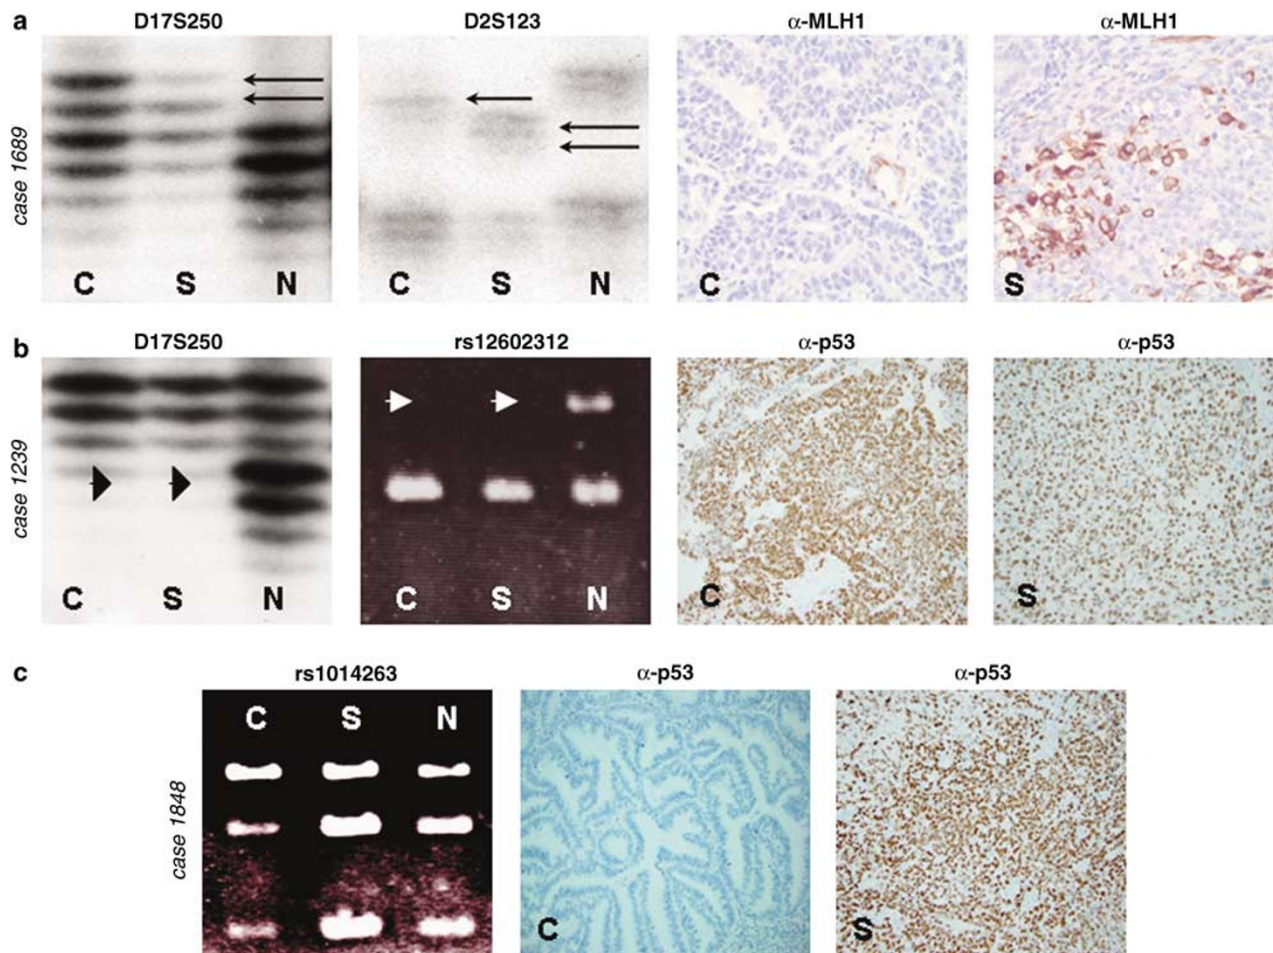 a
D17S250 D2S123 α-MLH1 α-MLH1
case 1689
C S N C S N C S
b
D17S250 rs12602312 α-p53 α-p53
case 1239
C S N C S N C S
c
rs1014263 α-p53 α-p53
C S N
case 1848
C S